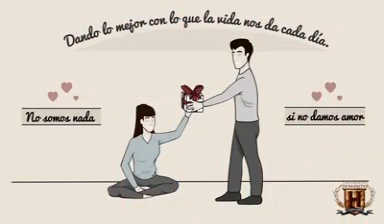 Dando lo mejor con lo que la vida nos da cada día.
No somos nada
si no damos amor
H